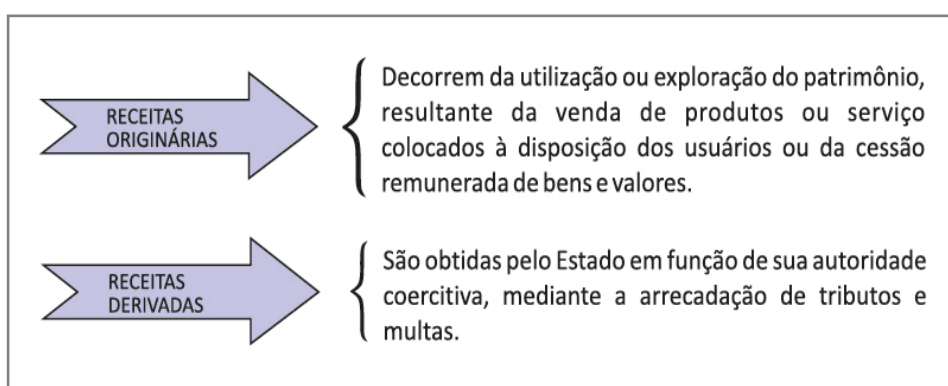 RECEITAS
ORIGINÁRIAS
Decorrem da utilização ou exploração do patrimônio,
resultante da venda de produtos ou serviço
colocados à disposição dos usuários ou da cessão
remunerada de bens e valores.
RECEITAS
DERIVADAS
São obtidas pelo Estado em função de sua autoridade
coercitiva, mediante a arrecadação de tributos e
multas.